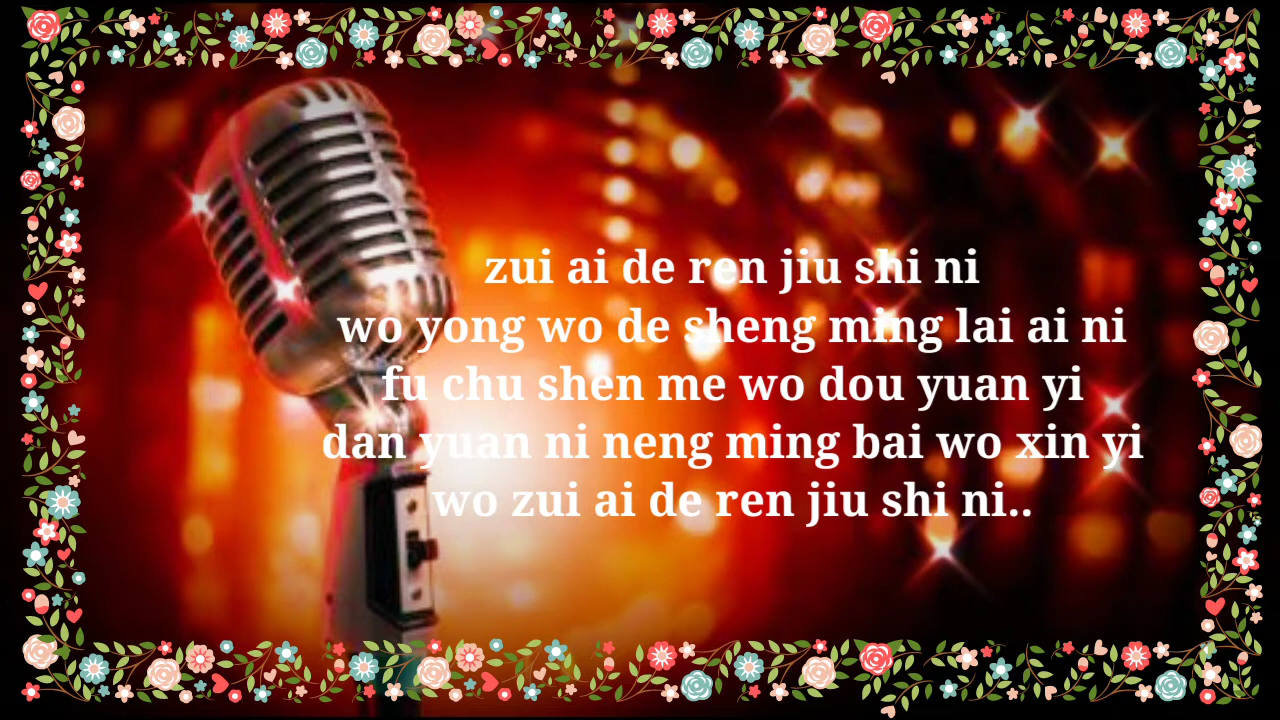 zui ai de ren jiu shi ni
wo yong wo de sheng ming lai ai ni
fu chu shen me wo dou yuan yi
dan yuan ni neng ming bai wo xin yi
wo zui ai de ren jiu shi ni..